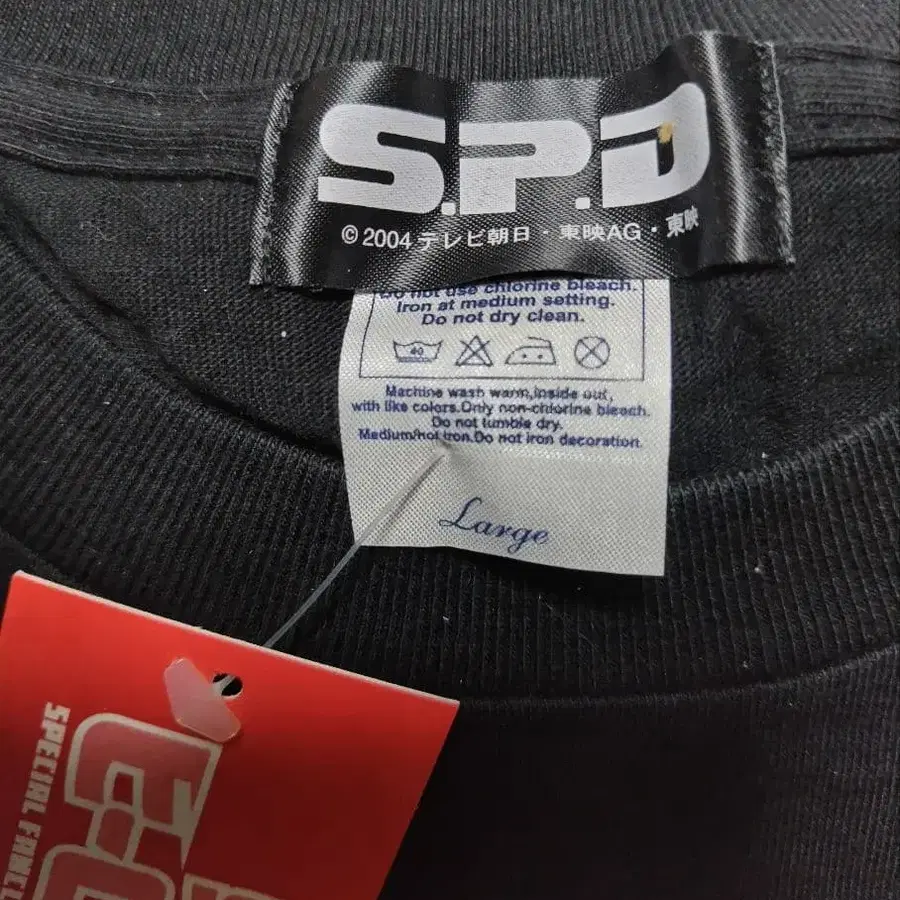 S.P.D
© 2004 テレビ朝日・東映AG・東映
Do not use chlorine bleach.
Iron at medium setting.
Do not dry clean.
40
Machine wash warm,inside out,
with like colors.Only non-chlorine bleach.
Do not tumble dry.
Medium/hot iron.Do not iron decoration.
Large
SPECIAL